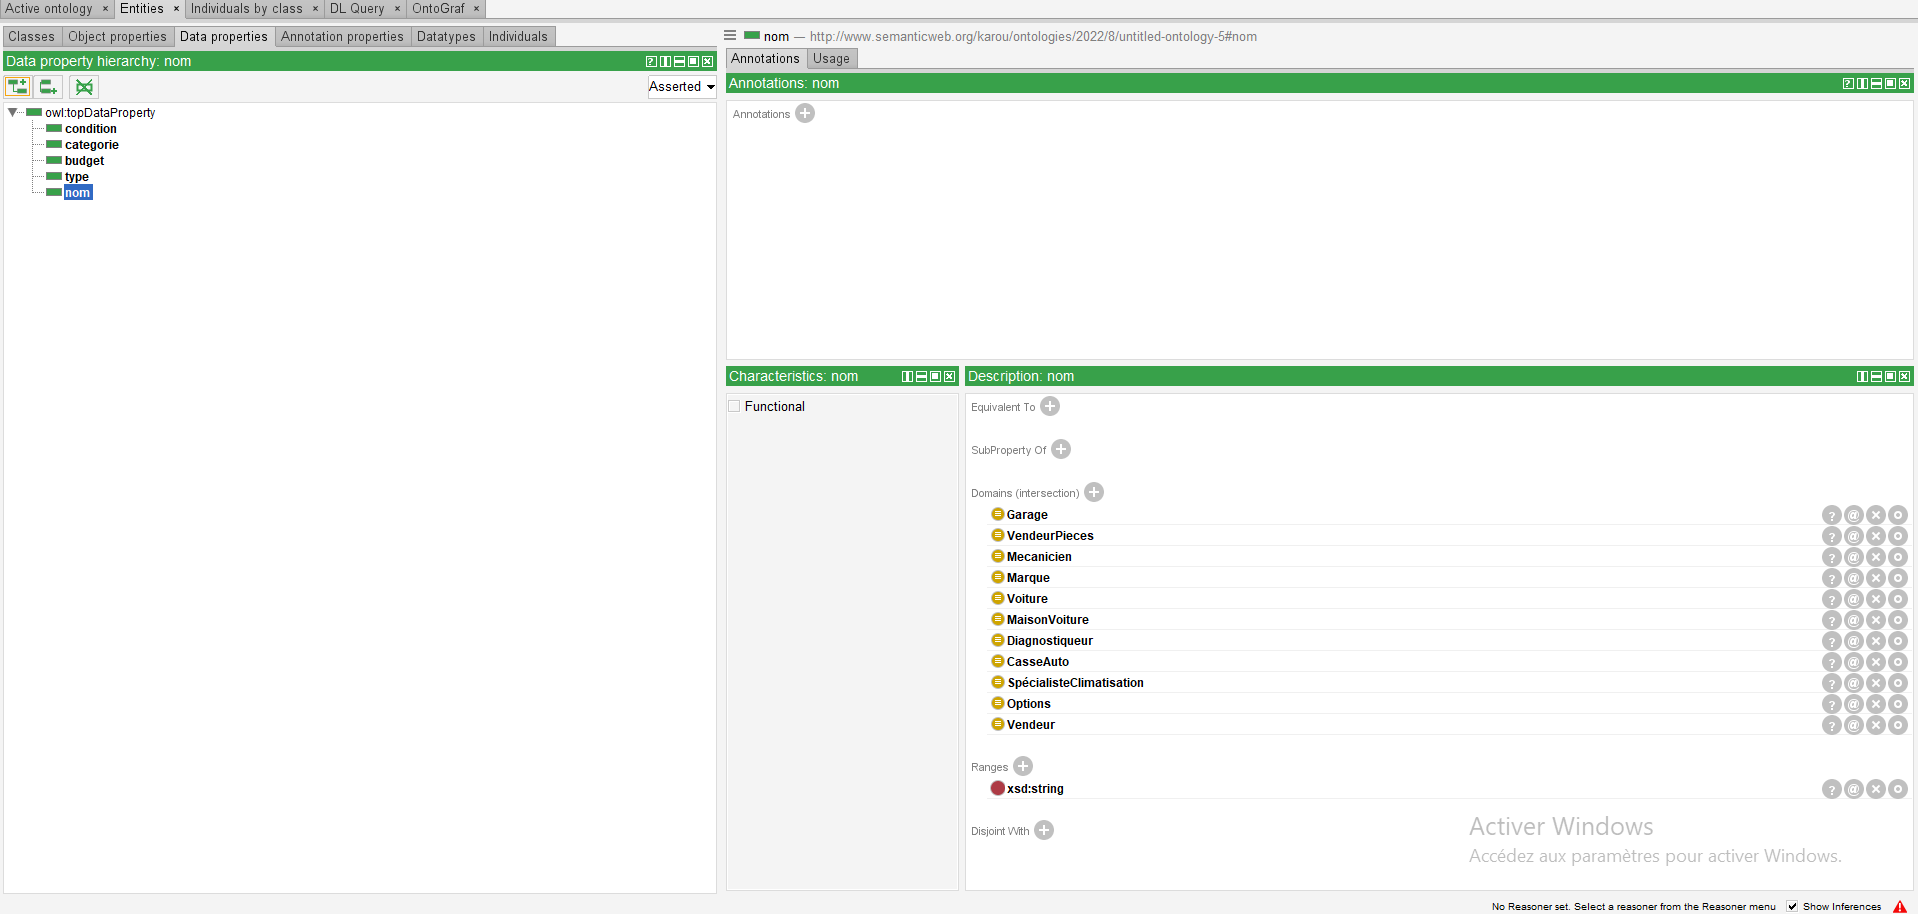 Active ontology × Entities × Individuals by class × DL Query × OntoGraf ×
Classes Object properties Data properties Annotation properties Datatypes Individuals
Data property hierarchy: nom
Asserted
owl:topDataProperty
condition
categorie
budget
type
nom
nom — http://www.semanticweb.org/karou/ontologies/2022/8/untitled-ontology-5#nom
Annotations Usage
Annotations: nom
Annotations
Characteristics: nom
Functional
Description: nom
Equivalent To
SubProperty Of
Domains (intersection)
Garage
VendeurPieces
Mecanicien
Marque
Voiture
MaisonVoiture
Diagnostiqueur
CasseAuto
SpécialisteClimatisation
Options
Vendeur
Ranges
xsd:string
Disjoint With
Activer Windows
Accédez aux paramètres pour activer Windows.
No Reasoner set. Select a reasoner from the Reasoner menu Show Inferences